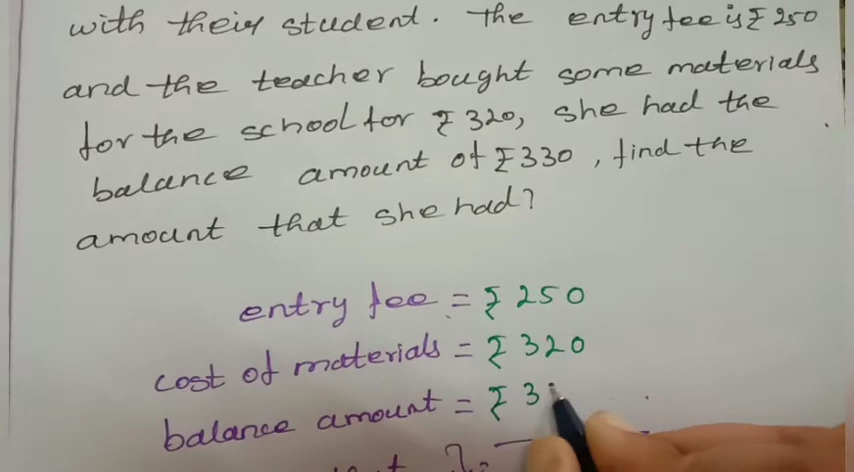 with their student. The entry fee is ₹ 250
and the teacher bought some materials
for the school for ₹ 320, she had the
balance amount of ₹ 330, find the
amount that she had?
entry fee = ₹ 250
cost of materials = ₹ 320
balance amount = ₹ 3